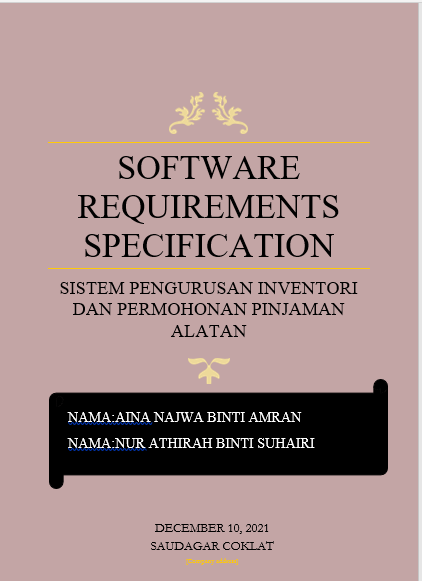 SOFTWARE
REQUIREMENTS
SPECIFICATION
SISTEM PENGURUSAN INVENTORI
DAN PERMOHONAN PINJAMAN
ALATAN
NAMA:AINA NAJWA BINTI AMRAN
NAMA:NUR ATHIRAH BINTI SUHAIRI
DECEMBER 10, 2021
SAUDAGAR COKLAT